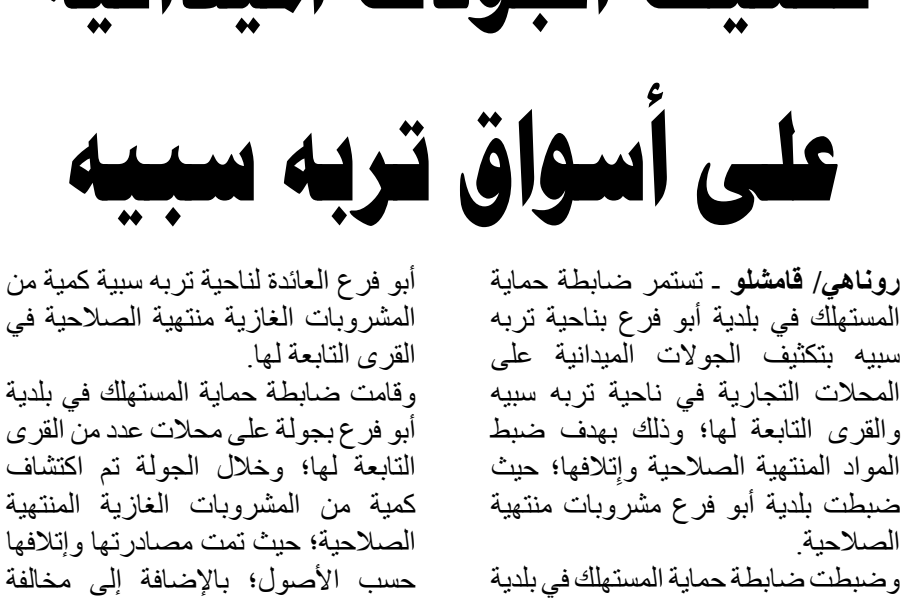 الجولات الميدانية
على أسواق تربه سبيه
روناهي/ قامشلو ـ تستمر ضابطة حماية
المستهلك في بلدية أبو فرع بناحية تربه
سبيه بتكثيف الجولات الميدانية على
المحلات التجارية في ناحية تربه سبيه
والقرى التابعة لها؛ وذلك بهدف ضبط
المواد المنتهية الصلاحية وإتلافها؛ حيث
ضبطت بلدية أبو فرع مشروبات منتهية
الصلاحية.
وضبطت ضابطة حماية المستهلك في بلدية
أبو فرع العائدة لناحية تربه سبية كمية من
المشروبات الغازية منتهية الصلاحية في
القرى التابعة لها.
وقامت ضابطة حماية المستهلك في بلدية
أبو فرع بجولة على محلات عدد من القرى
التابعة لها؛ وخلال الجولة تم اكتشاف
كمية من المشروبات الغازية المنتهية
الصلاحية؛ حيث تمت مصادرتها وإتلافها
حسب الأصول؛ بالإضافة إلى مخالفة